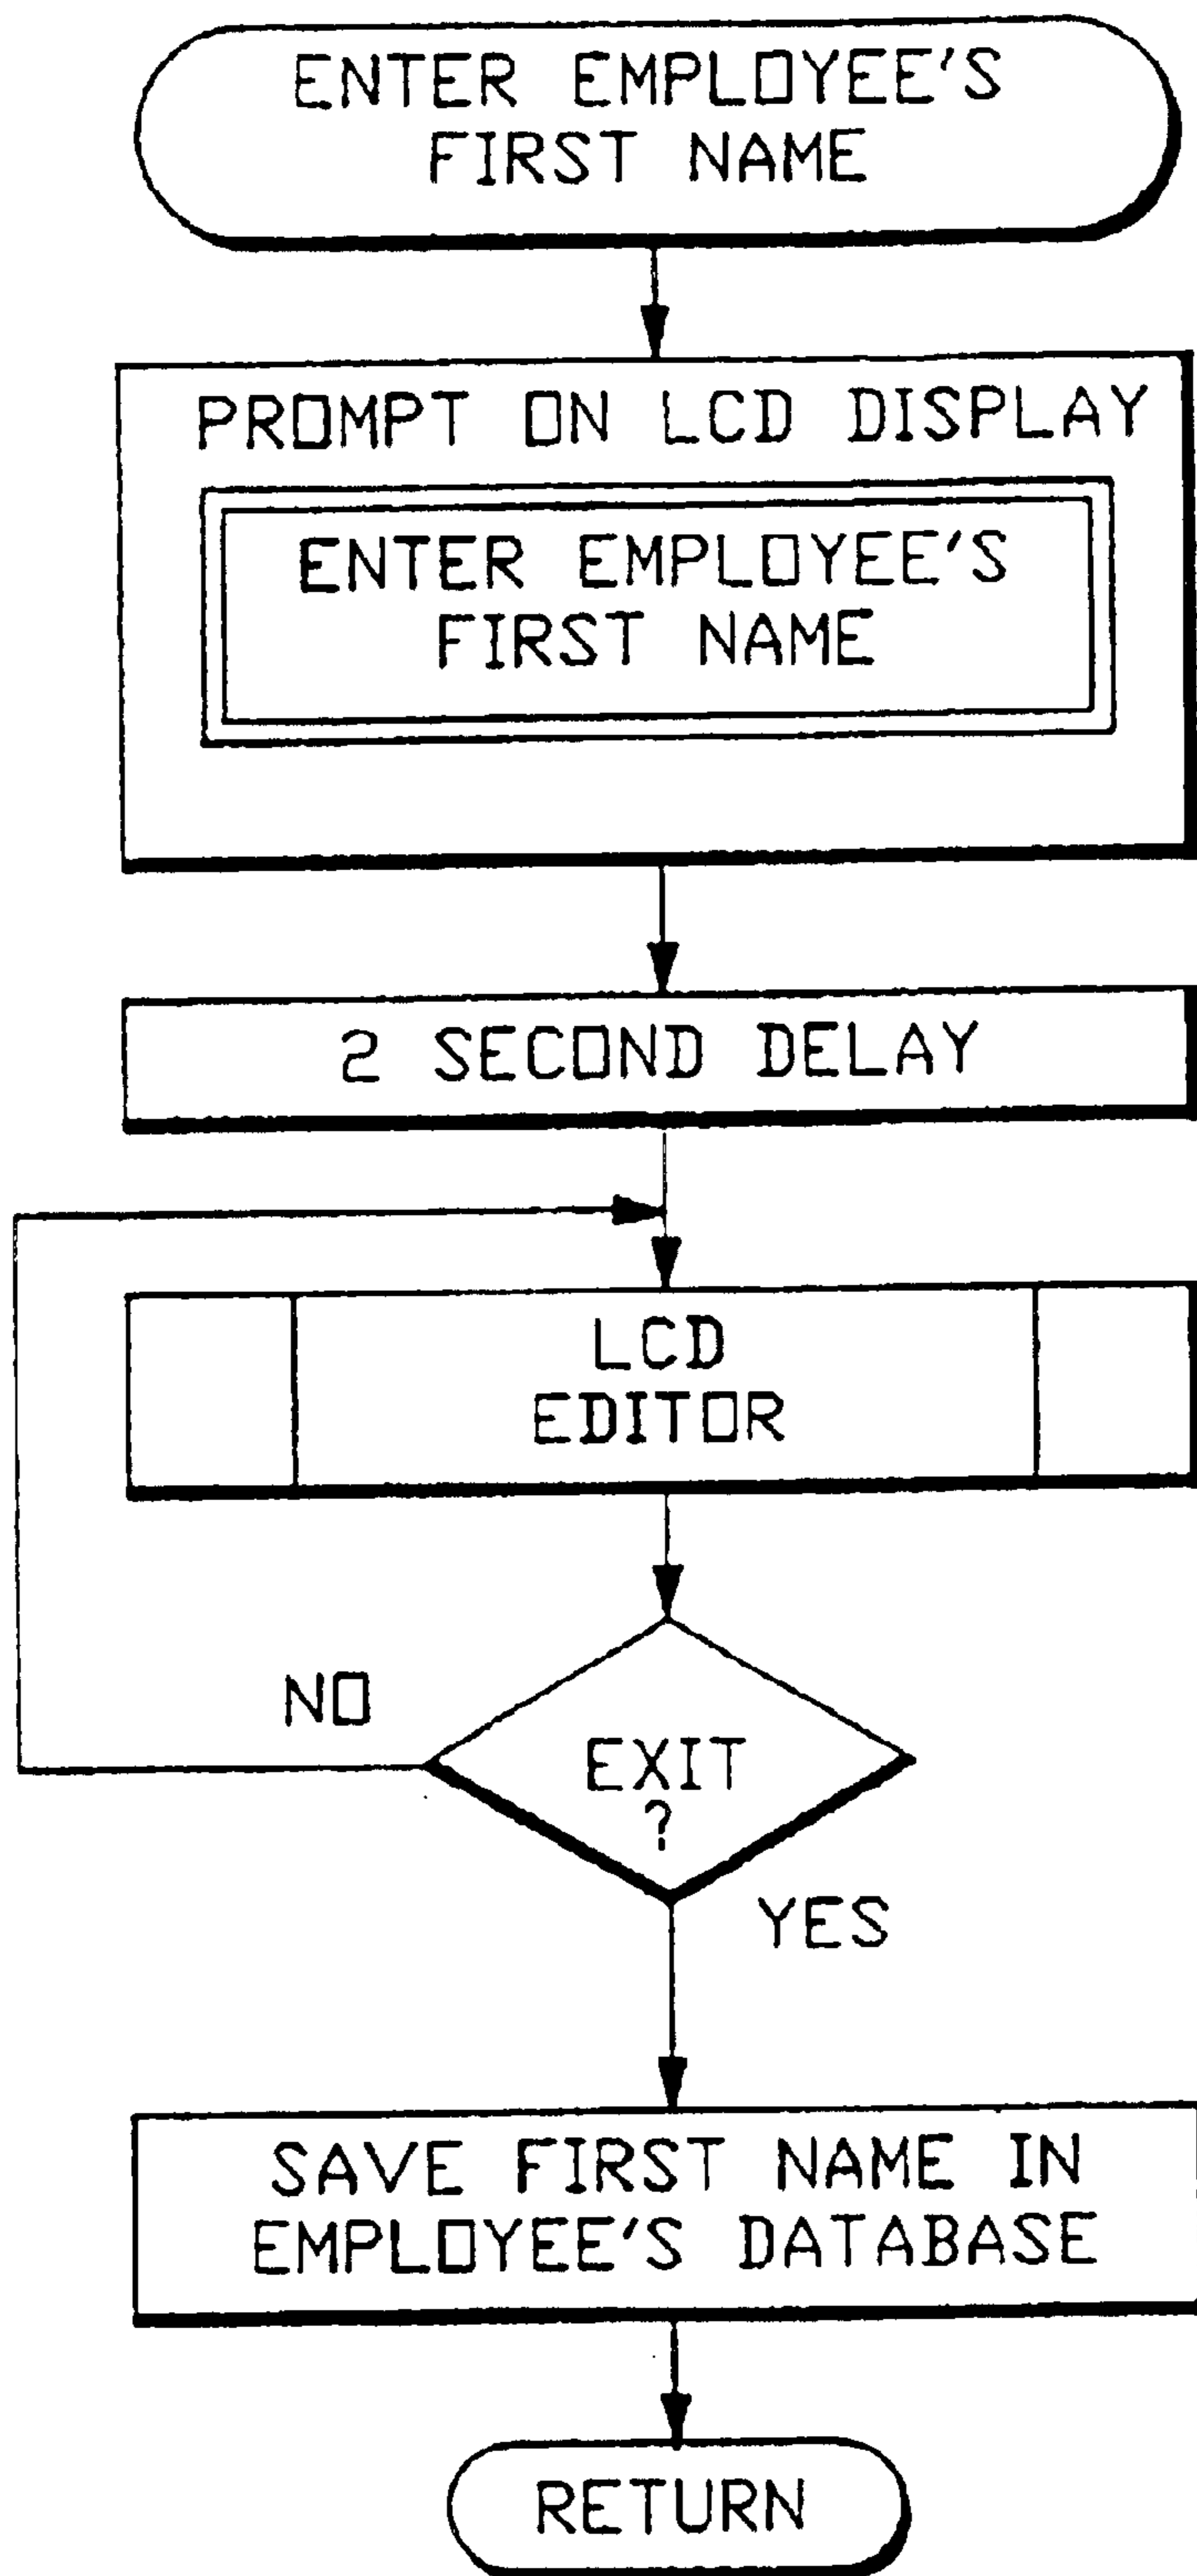 ENTER EMPLOYEE'S
FIRST NAME
PROMPT ON LCD DISPLAY
ENTER EMPLOYEE'S
FIRST NAME
2 SECOND DELAY
LCD
EDITOR
NO
EXIT
?
YES
SAVE FIRST NAME IN
EMPLOYEE'S DATABASE
RETURN